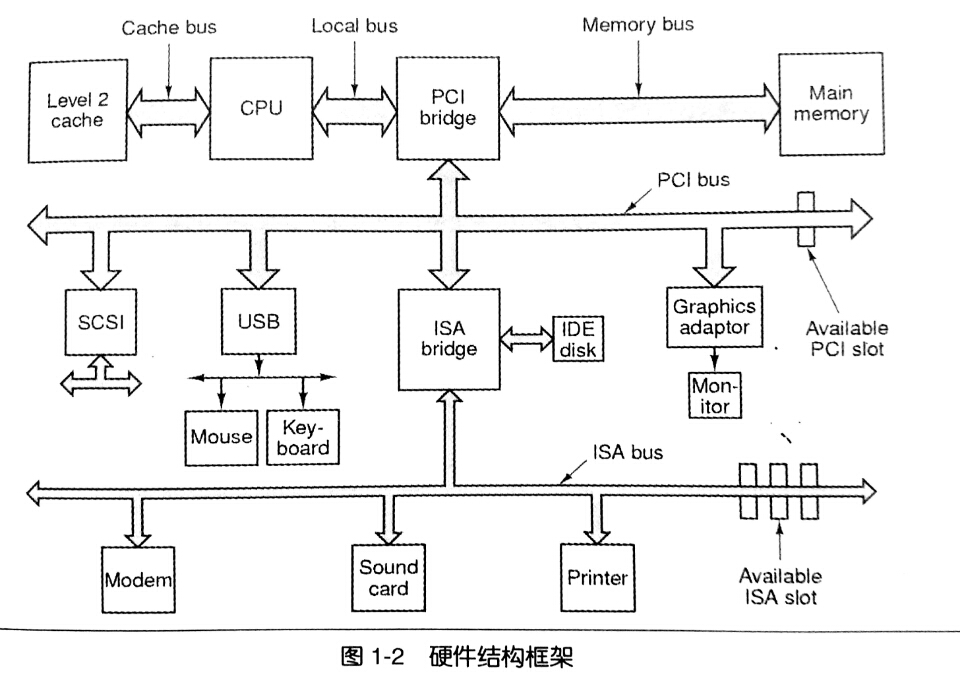 Cache bus
Local bus
Memory bus
Level 2
cache
CPU
PCI
bridge
Main
memory
PCI bus
SCSI
USB
ISA
bridge
IDE
disk
Graphics
adaptor
Available
PCI slot
Mon-
itor
Mouse
Key-
board
ISA bus
Modem
Sound
card
Printer
Available
ISA slot
图 1-2 硬件结构框架